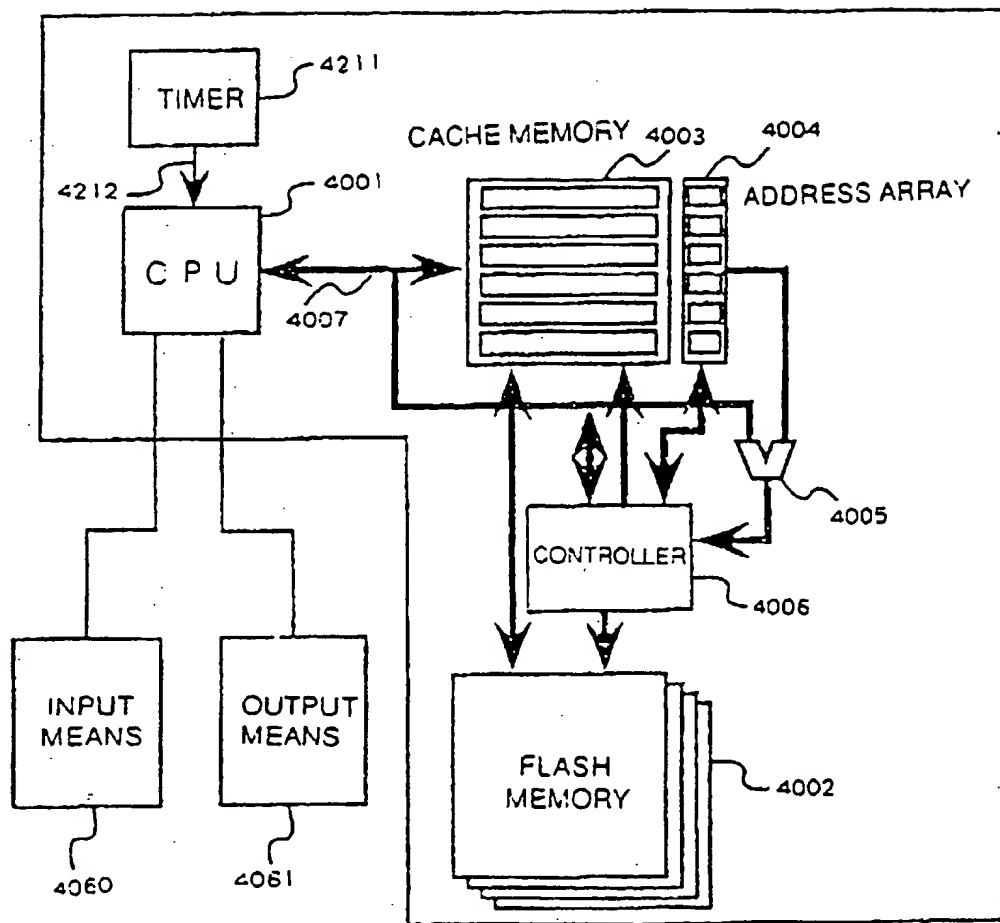 4211
TIMER
4212
4001
CPU
4007
CACHE MEMORY
4003
4004
ADDRESS ARRAY
4005
CONTROLLER
4006
INPUT
MEANS
OUTPUT
MEANS
FLASH
MEMORY
4002
4060
4061